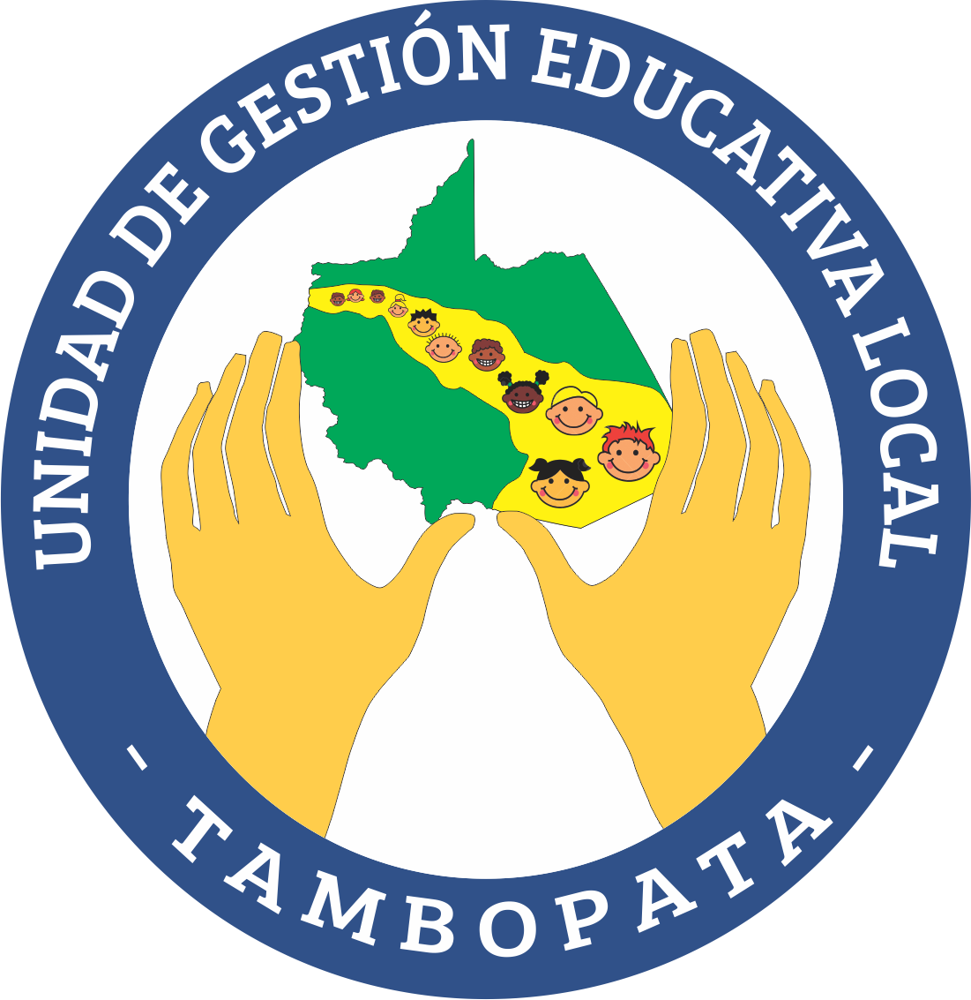 UNIDAD DE GESTIÓN EDUCATIVA LOCAL
- TAMBOPATA -